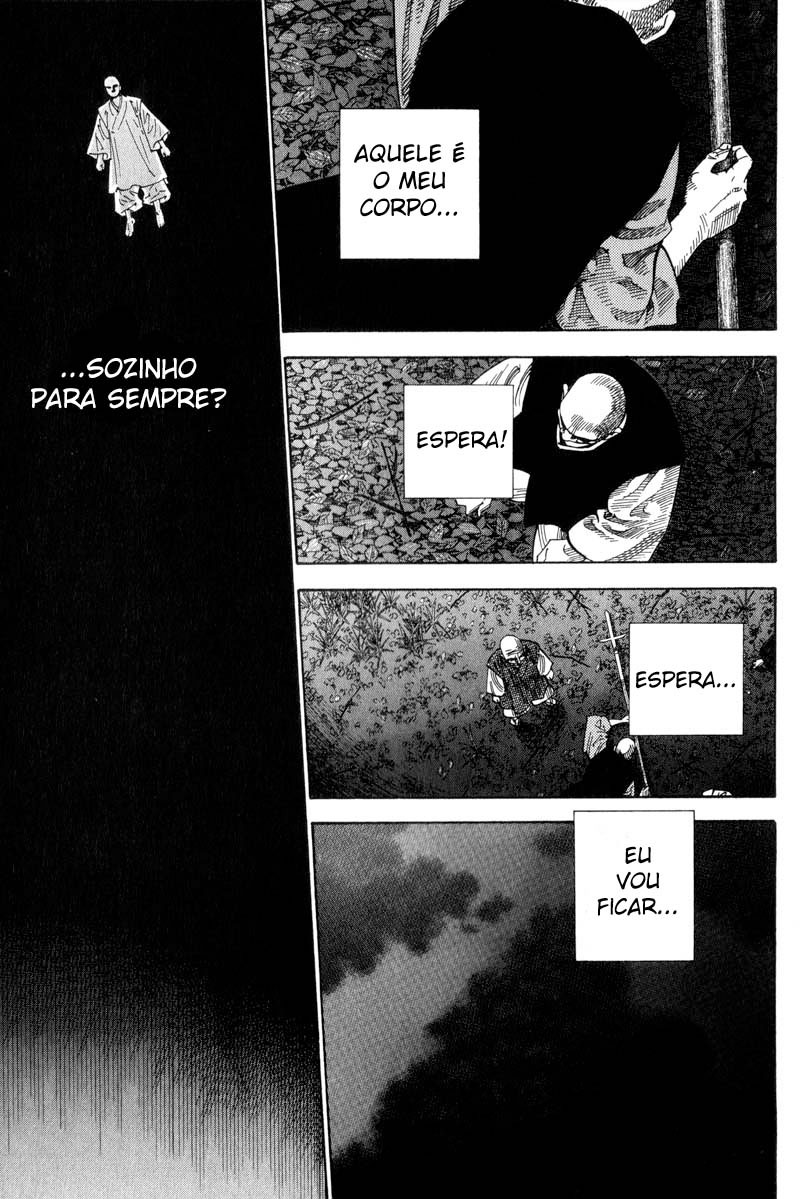 AQUELE É
O MEU
CORPO...
ESPERA!
ESPERA...
EU
VOU
FICAR...
...SOZINHO
PARA SEMPRE?